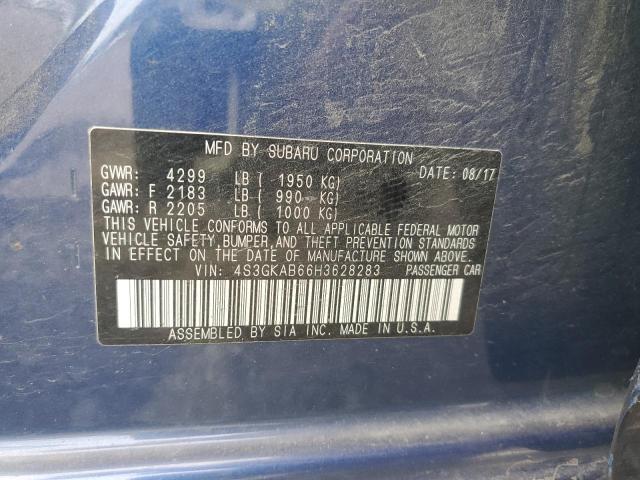 MFD BY SUBARU CORPORATION DATE: 08/17
GVWR: 4299 LB ( 1950 KG)
GAWR: F 2183 LB ( 990 KG)
GAWR: R 2205 LB ( 1000 KG)
THIS VEHICLE CONFORMS TO ALL APPLICABLE FEDERAL MOTOR
VEHICLE SAFETY, BUMPER, AND THEFT PREVENTION STANDARDS
IN EFFECT ON THE DATE OF MANUFACTURE SHOWN ABOVE.
VIN: 4S3GKAB66H3628283 PASSENGER CAR
ASSEMBLED BY SIA INC. MADE IN U.S.A.